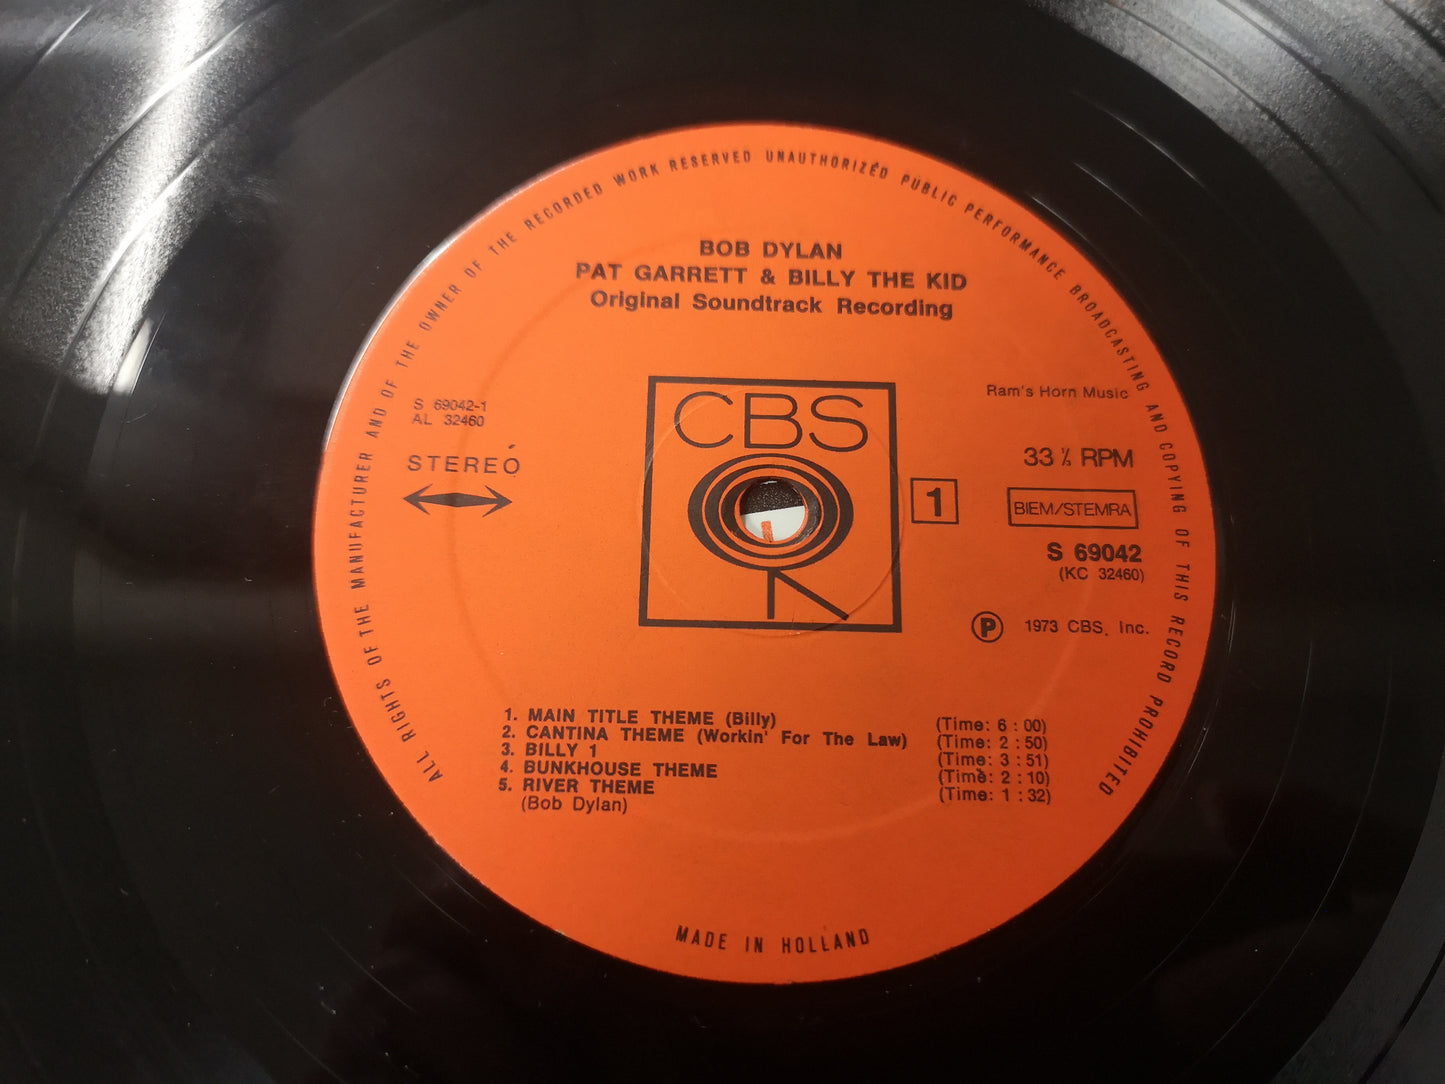 ALL RIGHTS OF THE MANUFACTURER AND OF THE OWNER OF THE RECORDED WORK RESERVED UNAUTHORIZED PUBLIC PERFORMANCE BROADCASTING AND COPYING OF THIS RECORD PROHIBITED
BOB DYLAN
PAT GARRETT & BILLY THE KID
Original Soundtrack Recording
S 69042-1
AL 32460
STEREO
CBS
1
Ram's Horn Music
33 ⅓ RPM
BIEM/STEMRA
S 69042
(KC 32460)
℗ 1973 CBS, Inc.
1. MAIN TITLE THEME (Billy) (Time: 6 : 00)
2. CANTINA THEME (Workin' For The Law) (Time: 2 : 50)
3. BILLY 1 (Time: 3 : 51)
4. BUNKHOUSE THEME (Time: 2 : 10)
5. RIVER THEME (Time: 1 : 32)
(Bob Dylan)
MADE IN HOLLAND